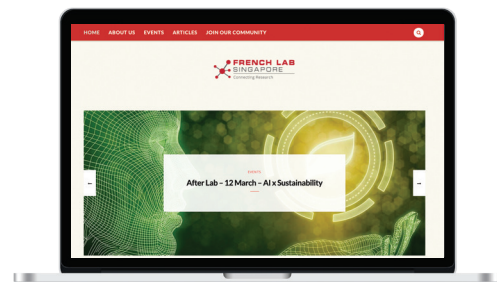 HOME ABOUT US EVENTS ARTICLES JOIN OUR COMMUNITY
FRENCH LAB
SINGAPORE
Connecting Research
EVENTS
After Lab – 12 March – AI x Sustainability